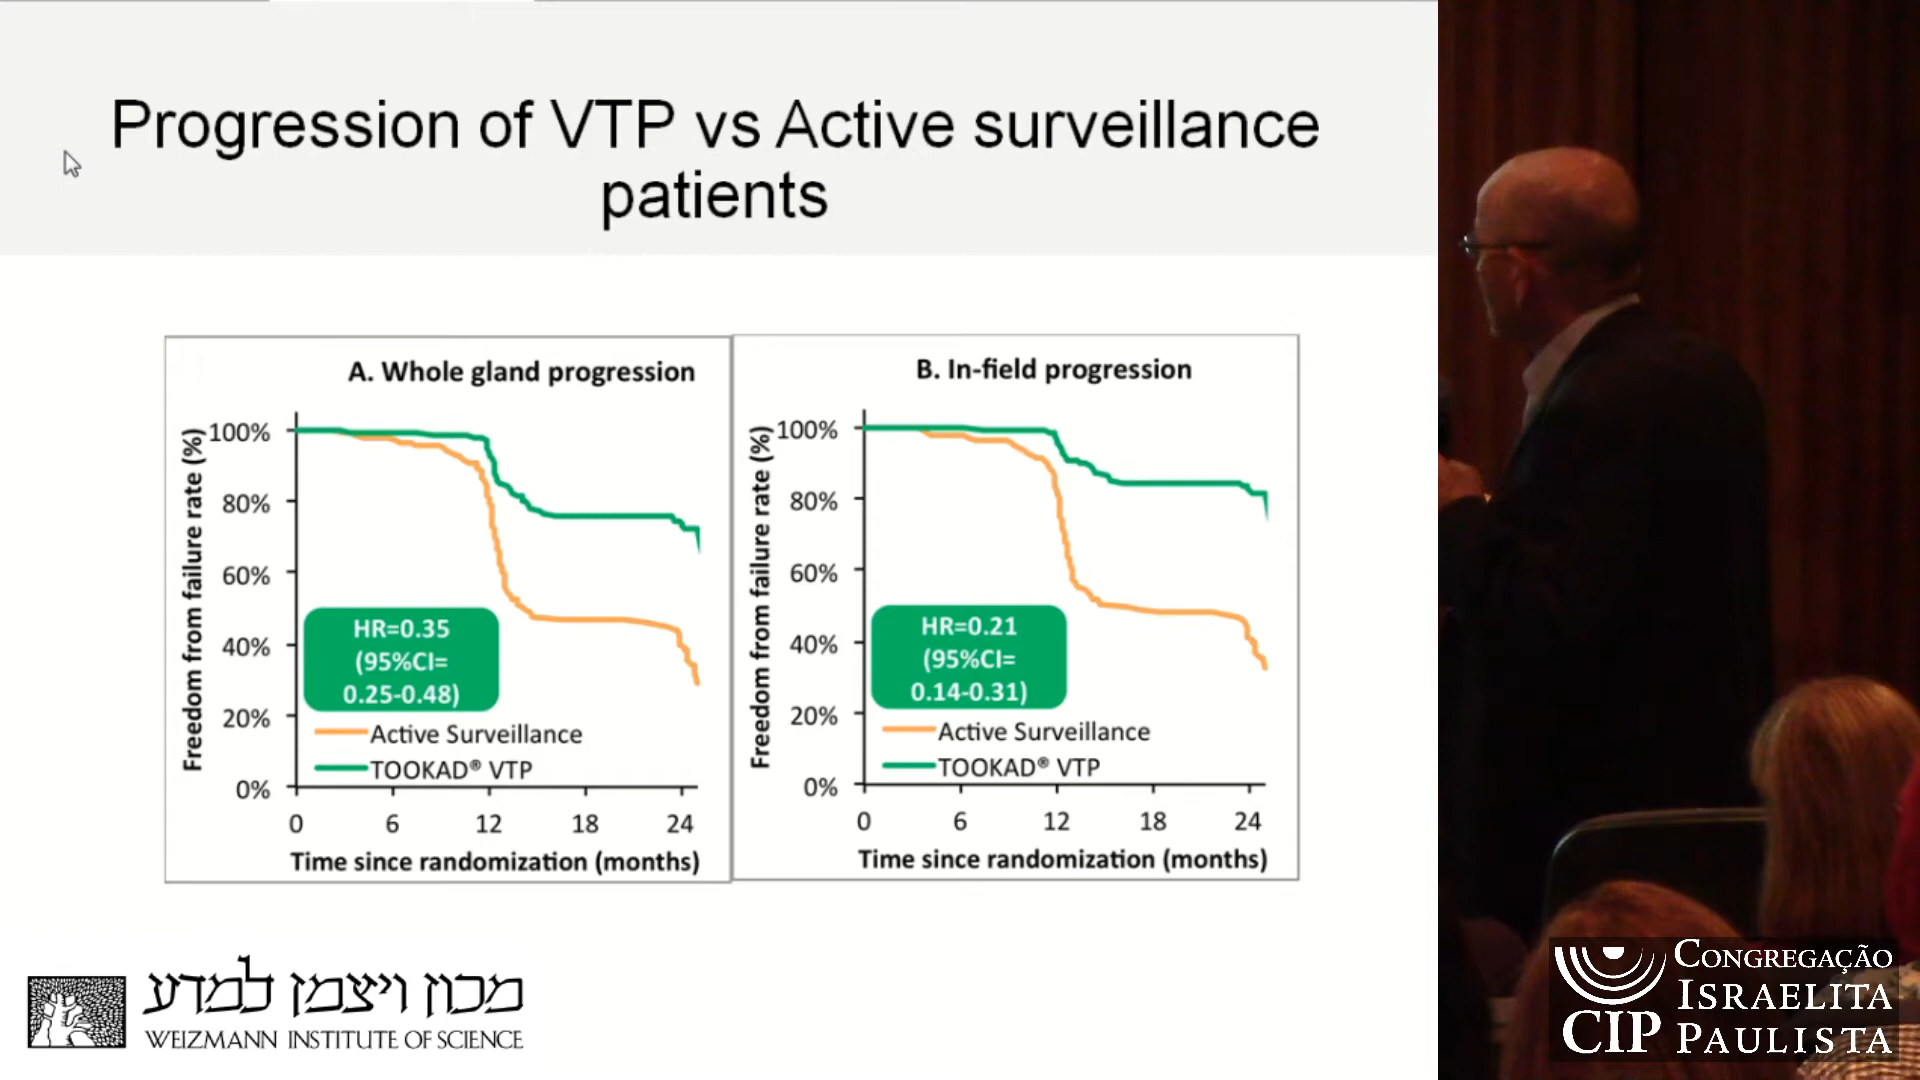 Progression of VTP vs Active surveillance
patients
A. Whole gland progression
Freedom from failure rate (%)
100%
80%
60%
40%
20%
0%
HR=0.35
(95%CI=
0.25-0.48)
Active Surveillance
TOOKAD® VTP
0 6 12 18 24
Time since randomization (months)
B. In-field progression
Freedom from failure rate (%)
100%
80%
60%
40%
20%
0%
HR=0.21
(95%CI=
0.14-0.31)
Active Surveillance
TOOKAD® VTP
0 6 12 18 24
Time since randomization (months)
מכון ויצמן למדע
WEIZMANN INSTITUTE OF SCIENCE
CONGREGAÇÃO
ISRAELITA
CIP PAULISTA